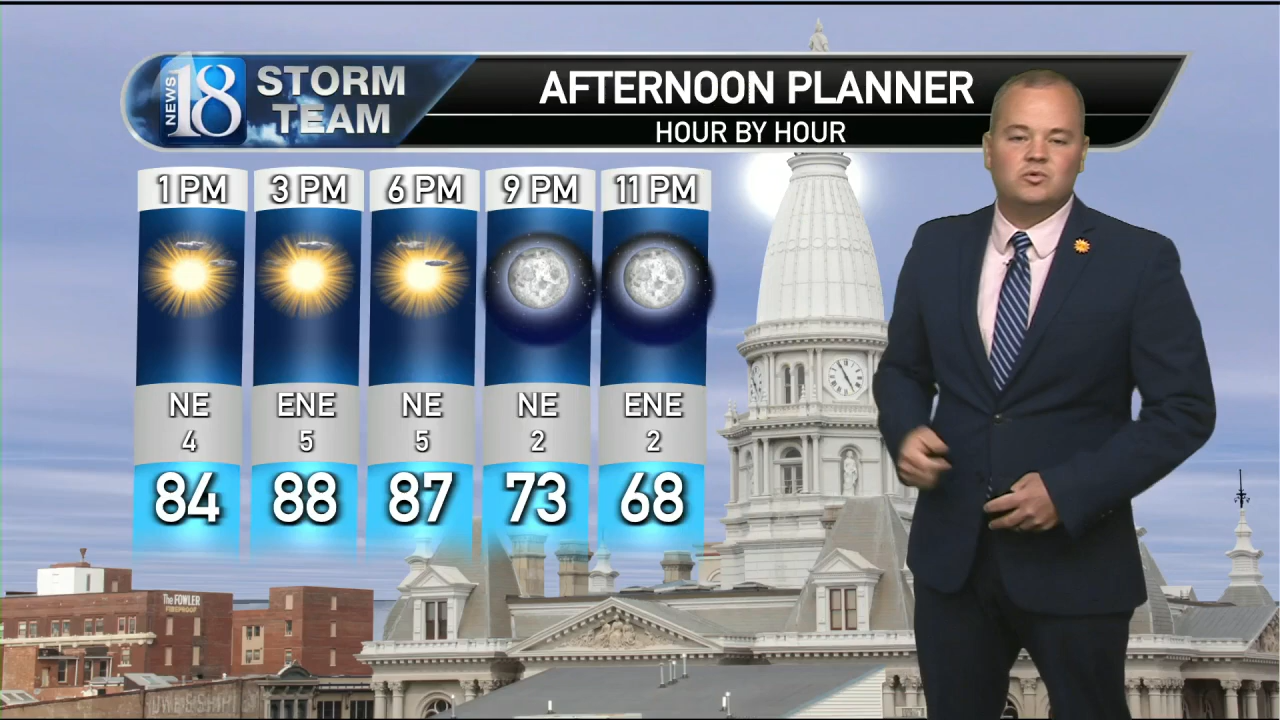 NEWS
18
STORM
TEAM
AFTERNOON PLANNER
HOUR BY HOUR
1 PM 3 PM 6 PM 9 PM 11 PM
NE ENE NE NE ENE
4 5 5 2 2
84 88 87 73 68
The FOWLER
FIREPROOF